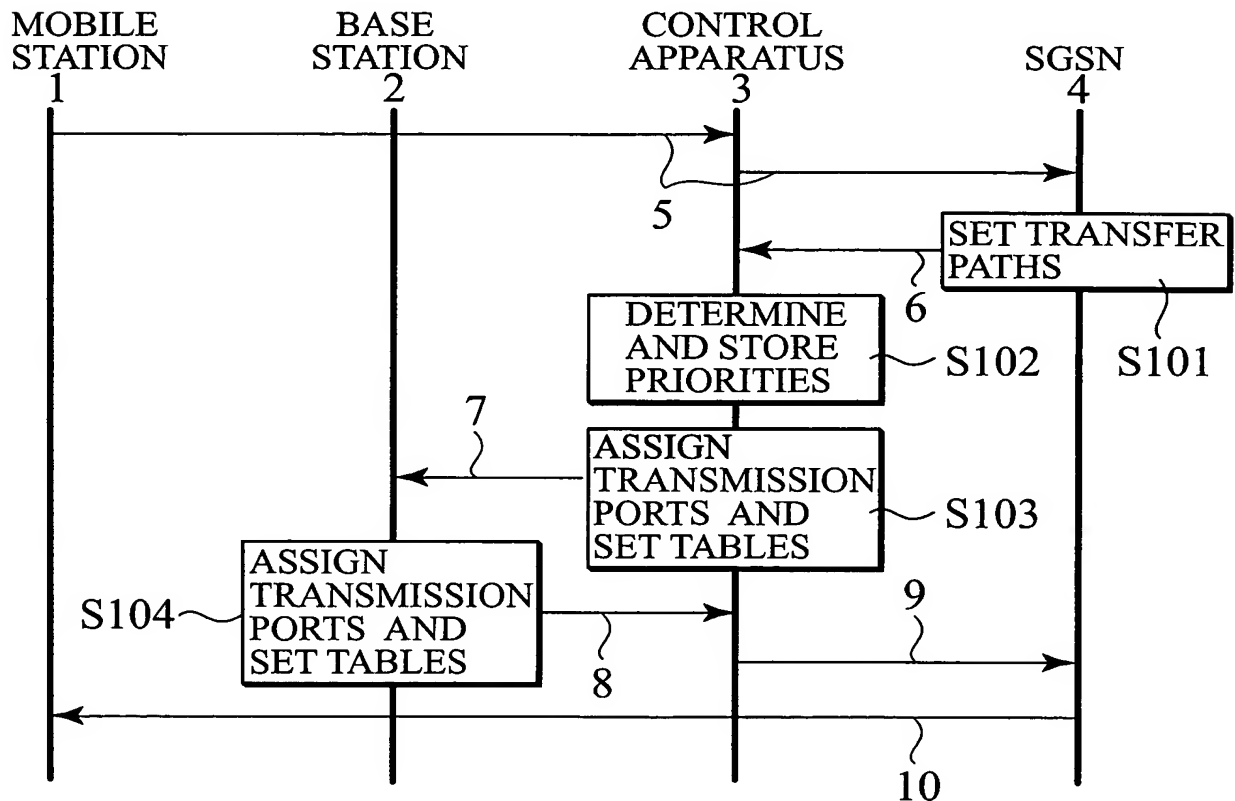 MOBILE
STATION
1
BASE
STATION
2
CONTROL
APPARATUS
3
SGSN
4
5
SET TRANSFER
PATHS
6
S101
DETERMINE
AND STORE
PRIORITIES
S102
7
ASSIGN
TRANSMISSION
PORTS AND
SET TABLES
S103
ASSIGN
TRANSMISSION
PORTS AND
SET TABLES
S104
8
9
10